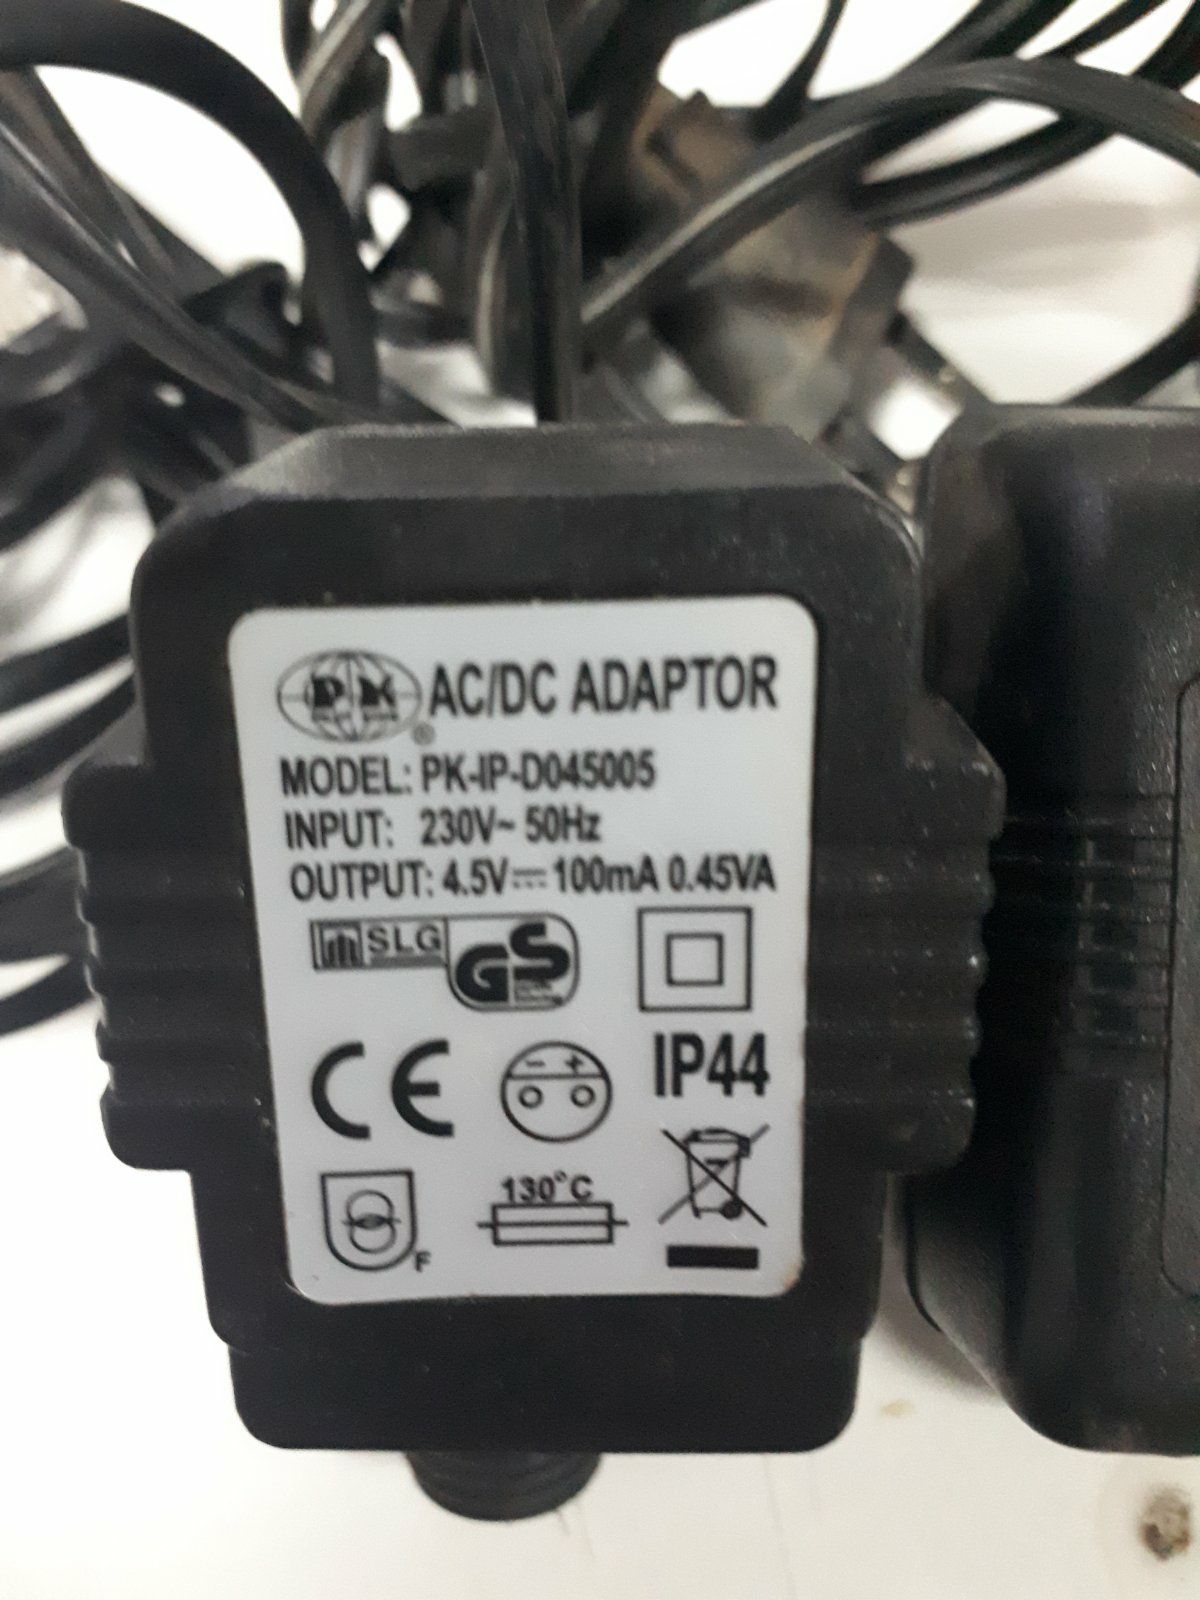 PM ® AC/DC ADAPTOR
MODEL: PK-IP-D045005
INPUT: 230V~ 50Hz
OUTPUT: 4.5V⎓100mA 0.45VA
SLG GS
CE - + IP44
F 130°C